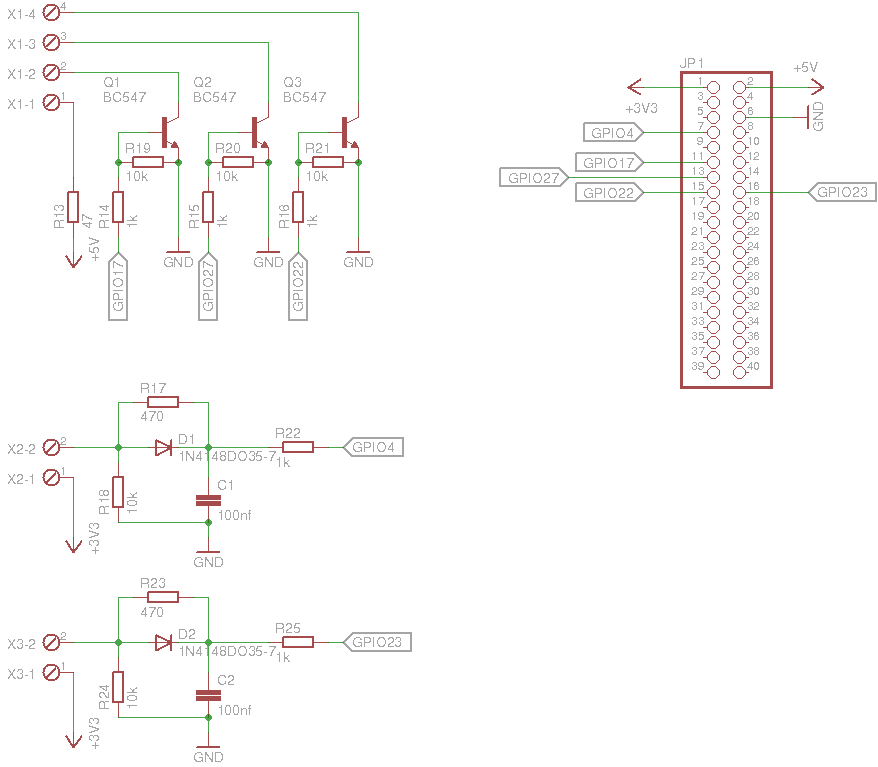 X1-4 4
X1-3 3
X1-2 2
X1-1 1
Q1 Q2 Q3
BC547 BC547 BC547
R19 R20 R21
10k 10k 10k
R13 47 R14 1k R15 1k R16 1k
+5V
GND GND GND
GPIO17 GPIO27 GPIO22
JP1
+5V
+3V3
GND
GPIO4
GPIO17
GPIO27
GPIO22
GPIO23
1 2
3 4
5 6
7 8
9 10
11 12
13 14
15 16
17 18
19 20
21 22
23 24
25 26
27 28
29 30
31 32
33 34
35 36
37 38
39 40
R17
470
X2-2 2
D1
1N4148DO35-7
R22
1k
GPIO4
X2-1 1
R18 10k
C1
100nf
+3V3
GND
R23
470
X3-2 2
D2
1N4148DO35-7
R25
1k
GPIO23
X3-1 1
R24 10k
C2
100nf
+3V3
GND